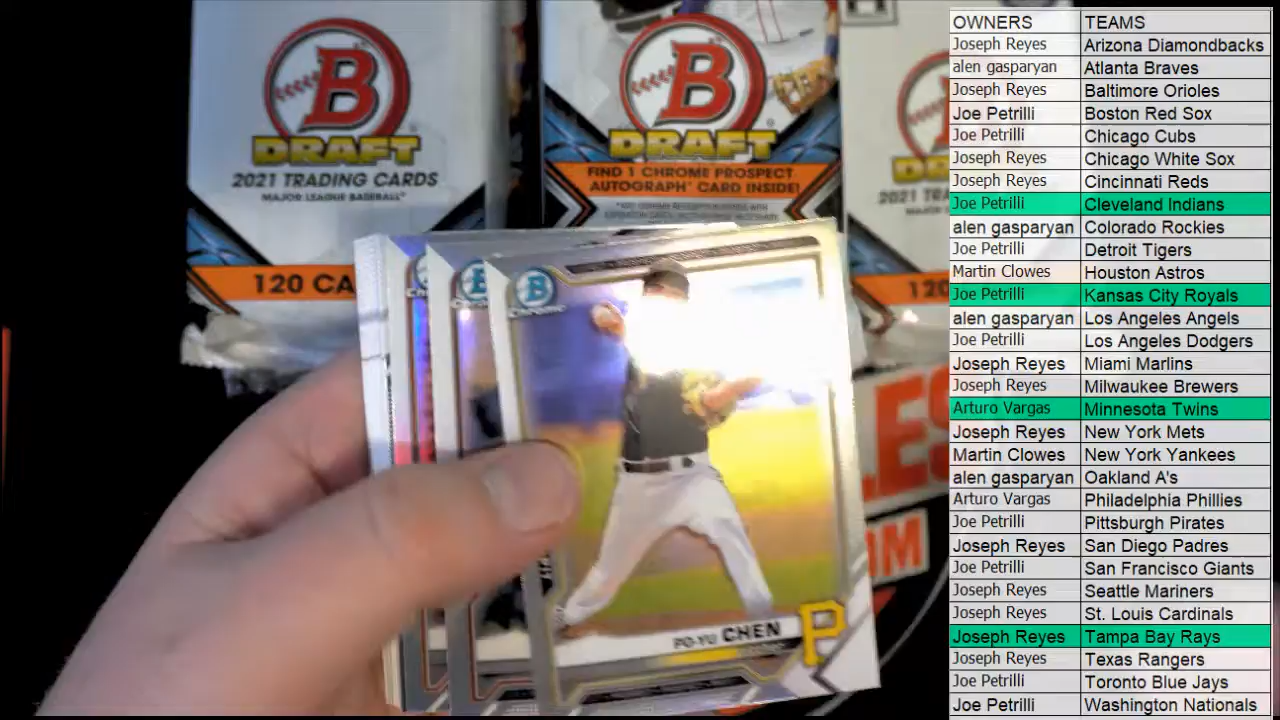 B
DRAFT
2021 TRADING CARDS
MAJOR LEAGUE BASEBALL
120 CA
B
DRAFT
FIND 1 CHROME PROSPECT
AUTOGRAPH CARD INSIDE!
2021 TRA
120
B
Chrome
PO-YU CHEN
P
OWNERS TEAMS
Joseph Reyes Arizona Diamondbacks
alen gasparyan Atlanta Braves
Joseph Reyes Baltimore Orioles
Joe Petrilli Boston Red Sox
Joe Petrilli Chicago Cubs
Joseph Reyes Chicago White Sox
Joseph Reyes Cincinnati Reds
Joe Petrilli Cleveland Indians
alen gasparyan Colorado Rockies
Joe Petrilli Detroit Tigers
Martin Clowes Houston Astros
Joe Petrilli Kansas City Royals
alen gasparyan Los Angeles Angels
Joe Petrilli Los Angeles Dodgers
Joseph Reyes Miami Marlins
Joseph Reyes Milwaukee Brewers
Arturo Vargas Minnesota Twins
Joseph Reyes New York Mets
Martin Clowes New York Yankees
alen gasparyan Oakland A's
Arturo Vargas Philadelphia Phillies
Joe Petrilli Pittsburgh Pirates
Joseph Reyes San Diego Padres
Joe Petrilli San Francisco Giants
Joseph Reyes Seattle Mariners
Joseph Reyes St. Louis Cardinals
Joseph Reyes Tampa Bay Rays
Joseph Reyes Texas Rangers
Joe Petrilli Toronto Blue Jays
Joe Petrilli Washington Nationals